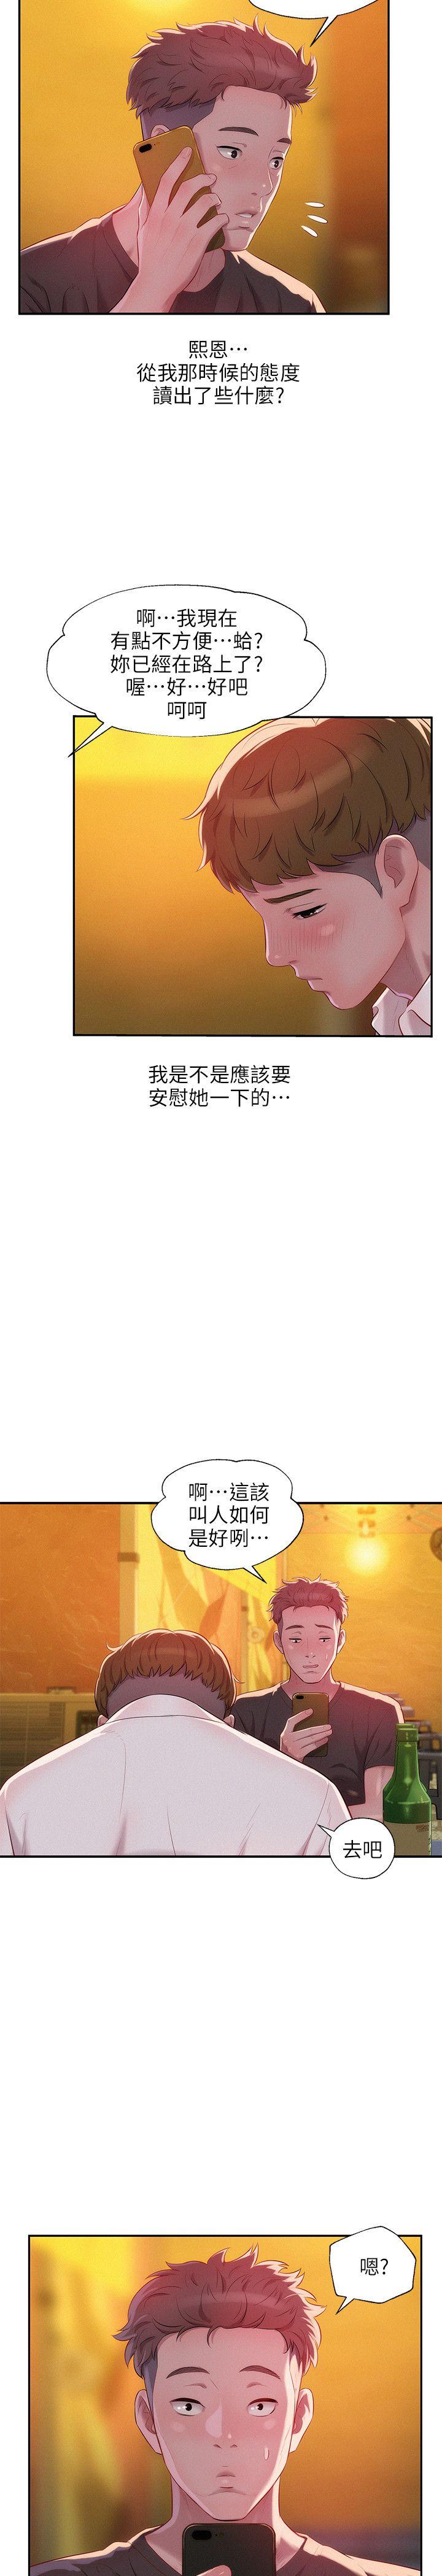 熙恩⋯
從我那時候的態度
讀出了些什麼?
啊⋯我現在
有點不方便⋯蛤?
妳已經在路上了?
喔⋯好⋯好吧
呵呵
我是不是應該要
安慰她一下的⋯
啊⋯這該
叫人如何
是好咧⋯
去吧
嗯?